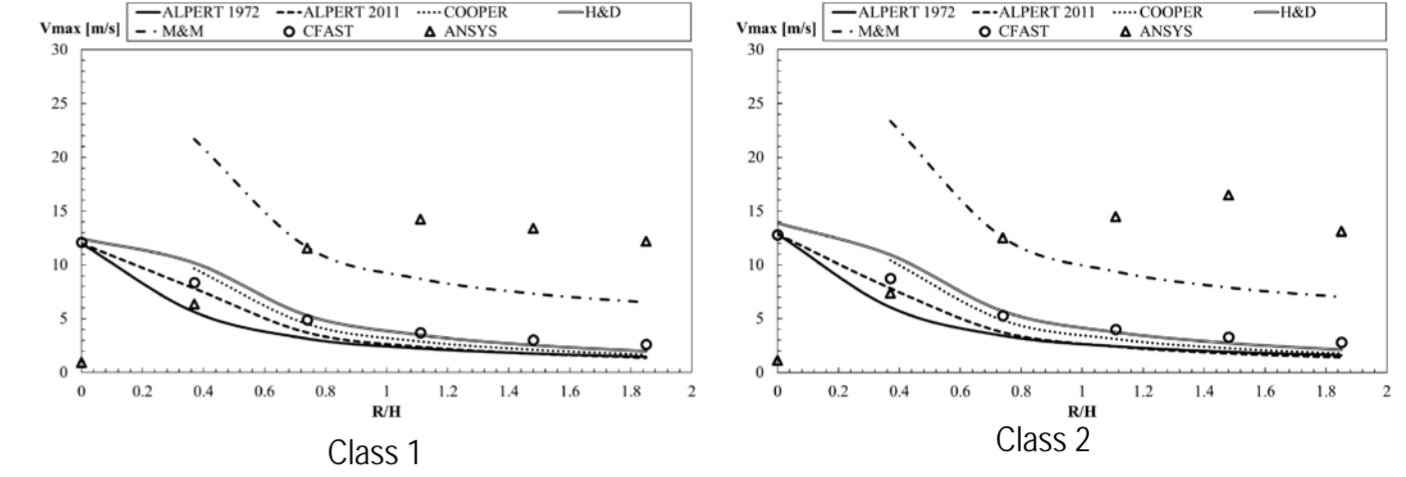 ALPERT 1972 ALPERT 2011 COOPER H&D
Vmax [m/s] M&M CFAST ANSYS
30
25
20
15
10
5
0
0 0.2 0.4 0.6 0.8 1 1.2 1.4 1.6 1.8 2
R/H
Class 1
ALPERT 1972 ALPERT 2011 COOPER H&D
Vmax [m/s] M&M CFAST ANSYS
30
25
20
15
10
5
0
0 0.2 0.4 0.6 0.8 1 1.2 1.4 1.6 1.8 2
R/H
Class 2